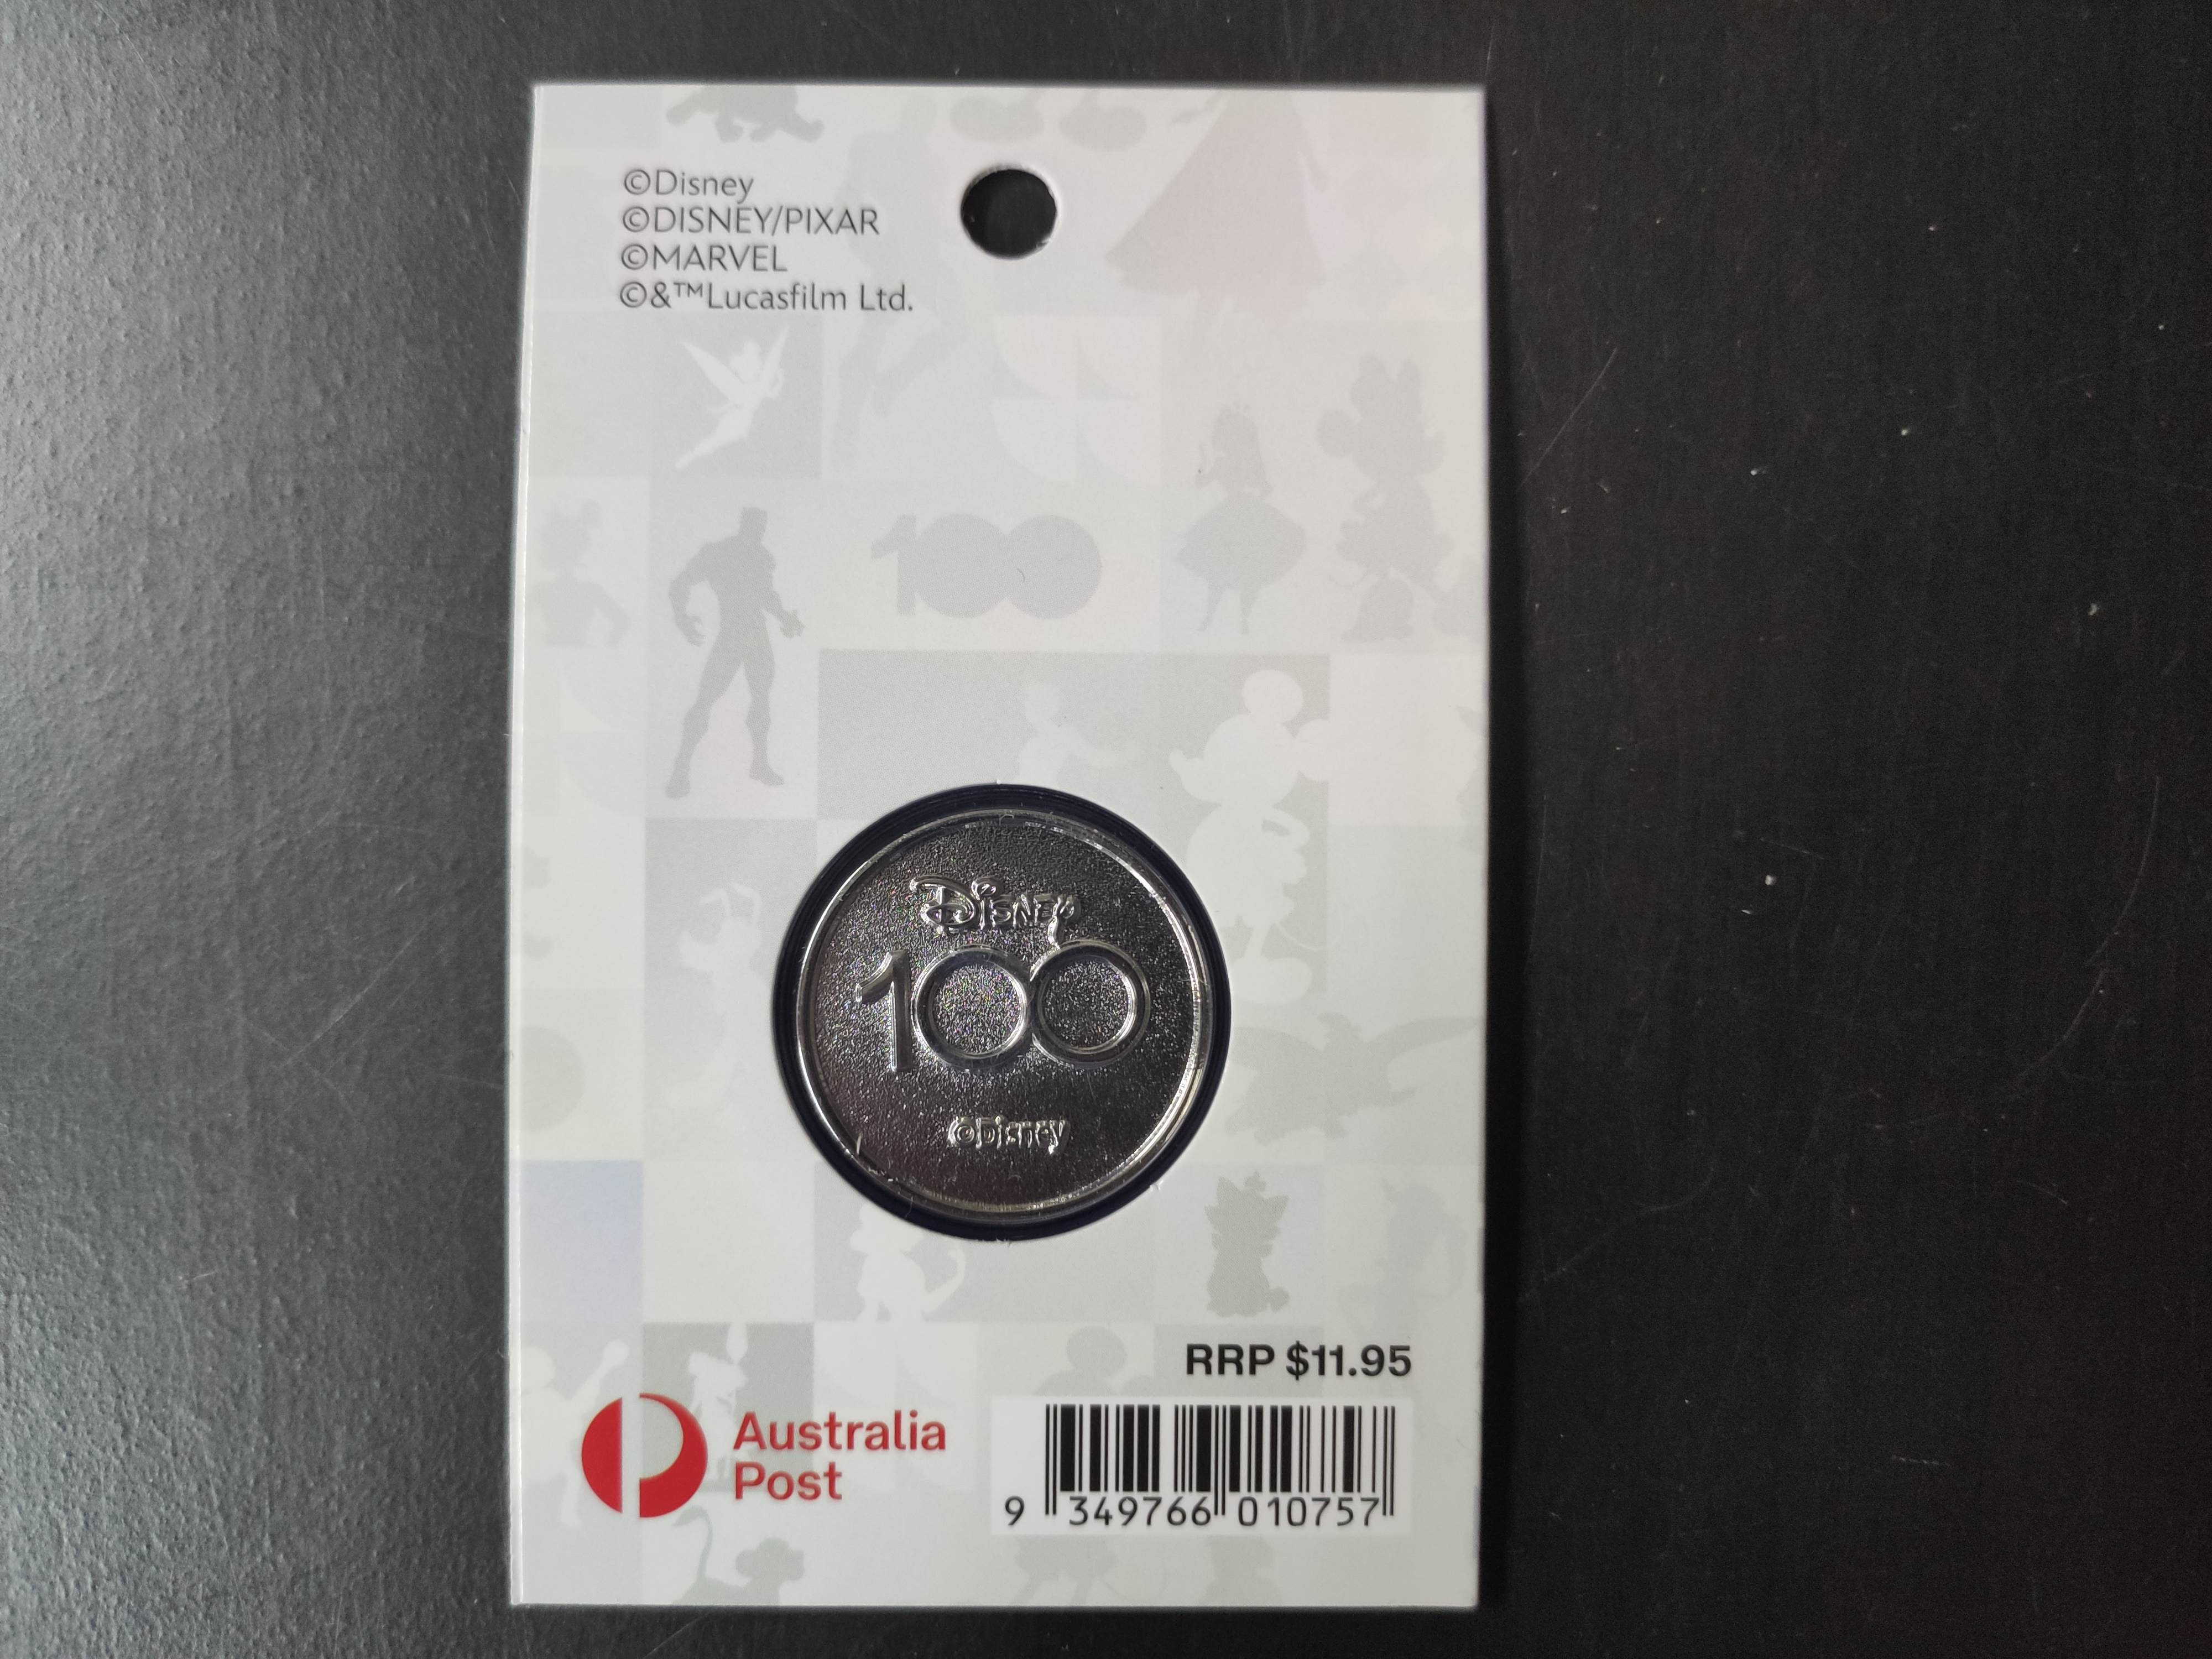 ©Disney
©DISNEY/PIXAR
©MARVEL
©&™Lucasfilm Ltd.
100
Disney
100
©Disney
RRP $11.95
Australia
Post
9 349766 010757